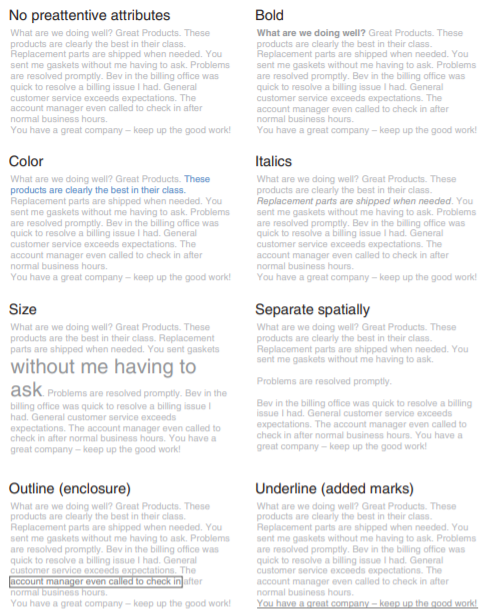 No preattentive attributes
What are we doing well? Great Products. These
products are clearly the best in their class.
Replacement parts are shipped when needed. You
sent me gaskets without me having to ask. Problems
are resolved promptly. Bev in the billing office was
quick to resolve a billing issue I had. General
customer service exceeds expectations. The
account manager even called to check in after
normal business hours.
You have a great company – keep up the good work!
Bold
What are we doing well? Great Products. These
products are clearly the best in their class.
Replacement parts are shipped when needed. You
sent me gaskets without me having to ask. Problems
are resolved promptly. Bev in the billing office was
quick to resolve a billing issue I had. General
customer service exceeds expectations. The
account manager even called to check in after
normal business hours.
You have a great company – keep up the good work!
Color
What are we doing well? Great Products. These
products are clearly the best in their class.
Replacement parts are shipped when needed. You
sent me gaskets without me having to ask. Problems
are resolved promptly. Bev in the billing office was
quick to resolve a billing issue I had. General
customer service exceeds expectations. The
account manager even called to check in after
normal business hours.
You have a great company – keep up the good work!
Italics
What are we doing well? Great Products. These
products are clearly the best in their class.
Replacement parts are shipped when needed. You
sent me gaskets without me having to ask. Problems
are resolved promptly. Bev in the billing office was
quick to resolve a billing issue I had. General
customer service exceeds expectations. The
account manager even called to check in after
normal business hours.
You have a great company – keep up the good work!
Size
What are we doing well? Great Products. These
products are the best in their class. Replacement
parts are shipped when needed. You sent gaskets
without me having to
ask. Problems are resolved promptly. Bev in the
billing office was quick to resolve a billing issue I
had. General customer service exceeds
expectations. The account manager even called to
check in after normal business hours. You have a
great company – keep up the good work!
Separate spatially
What are we doing well? Great Products. These
products are clearly the best in their class.
Replacement parts are shipped when needed. You
sent me gaskets without me having to ask.
Problems are resolved promptly.
Bev in the billing office was quick to resolve a billing
issue I had. General customer service exceeds
expectations. The account manager even called to
check in after normal business hours. You have a
great company – keep up the good work!
Outline (enclosure)
What are we doing well? Great Products. These
products are clearly the best in their class.
Replacement parts are shipped when needed. You
sent me gaskets without me having to ask. Problems
are resolved promptly. Bev in the billing office was
quick to resolve a billing issue I had. General
customer service exceeds expectations. The
account manager even called to check in after
normal business hours.
You have a great company – keep up the good work!
Underline (added marks)
What are we doing well? Great Products. These
products are clearly the best in their class.
Replacement parts are shipped when needed. You
sent me gaskets without me having to ask. Problems
are resolved promptly. Bev in the billing office was
quick to resolve a billing issue I had. General
customer service exceeds expectations. The
account manager even called to check in after
normal business hours.
You have a great company – keep up the good work!